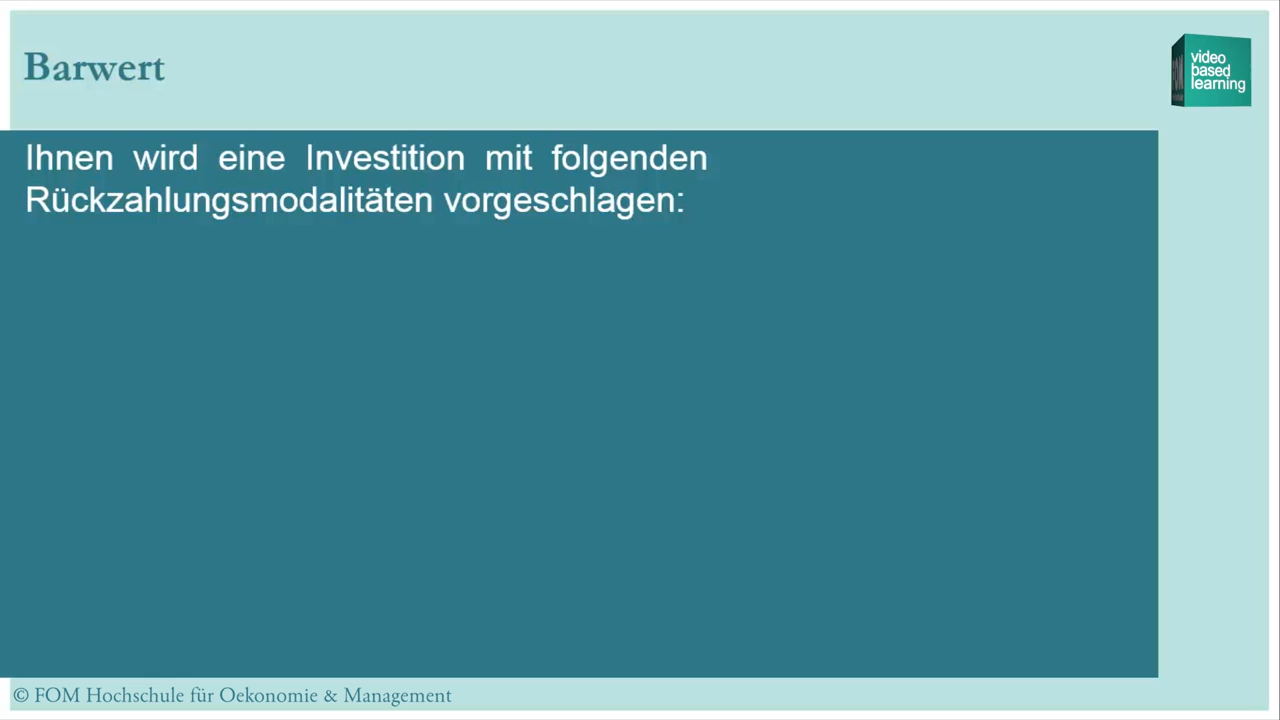 Barwert
video
based
learning
Ihnen wird eine Investition mit folgenden
Rückzahlungsmodalitäten vorgeschlagen:
© FOM Hochschule für Oekonomie & Management